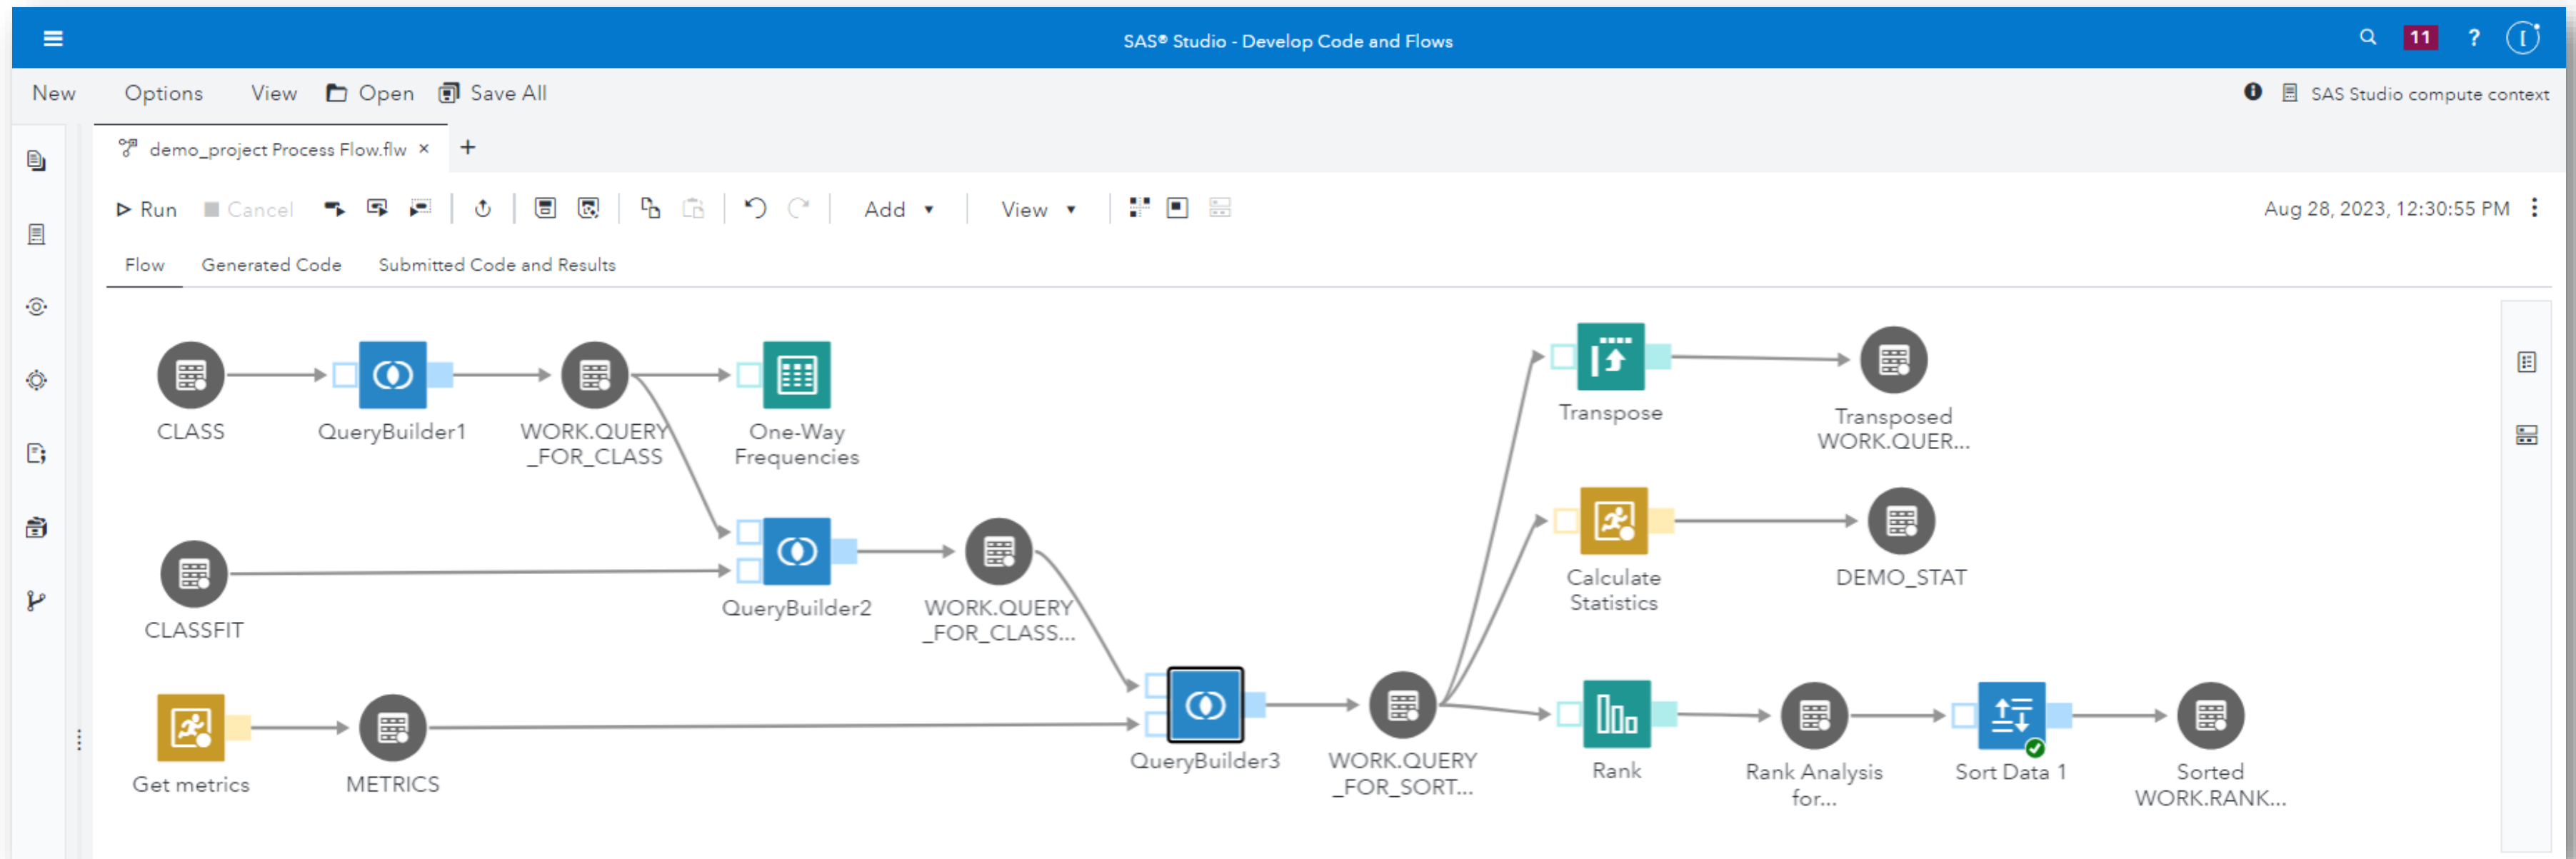 SAS® Studio - Develop Code and Flows
11
?
[
New
Options
View
Open
Save All
SAS Studio compute context
demo_project Process Flow.flw
Run
Cancel
Add
View
Aug 28, 2023, 12:30:55 PM
Flow
Generated Code
Submitted Code and Results
CLASS
QueryBuilder1
WORK.QUERY
_FOR_CLASS
One-Way
Frequencies
Transpose
Transposed
WORK.QUER...
CLASSFIT
QueryBuilder2
WORK.QUERY
_FOR_CLASS...
Calculate
Statistics
DEMO_STAT
Get metrics
METRICS
QueryBuilder3
WORK.QUERY
_FOR_SORT...
Rank
Rank Analysis
for...
Sort Data 1
Sorted
WORK.RANK...